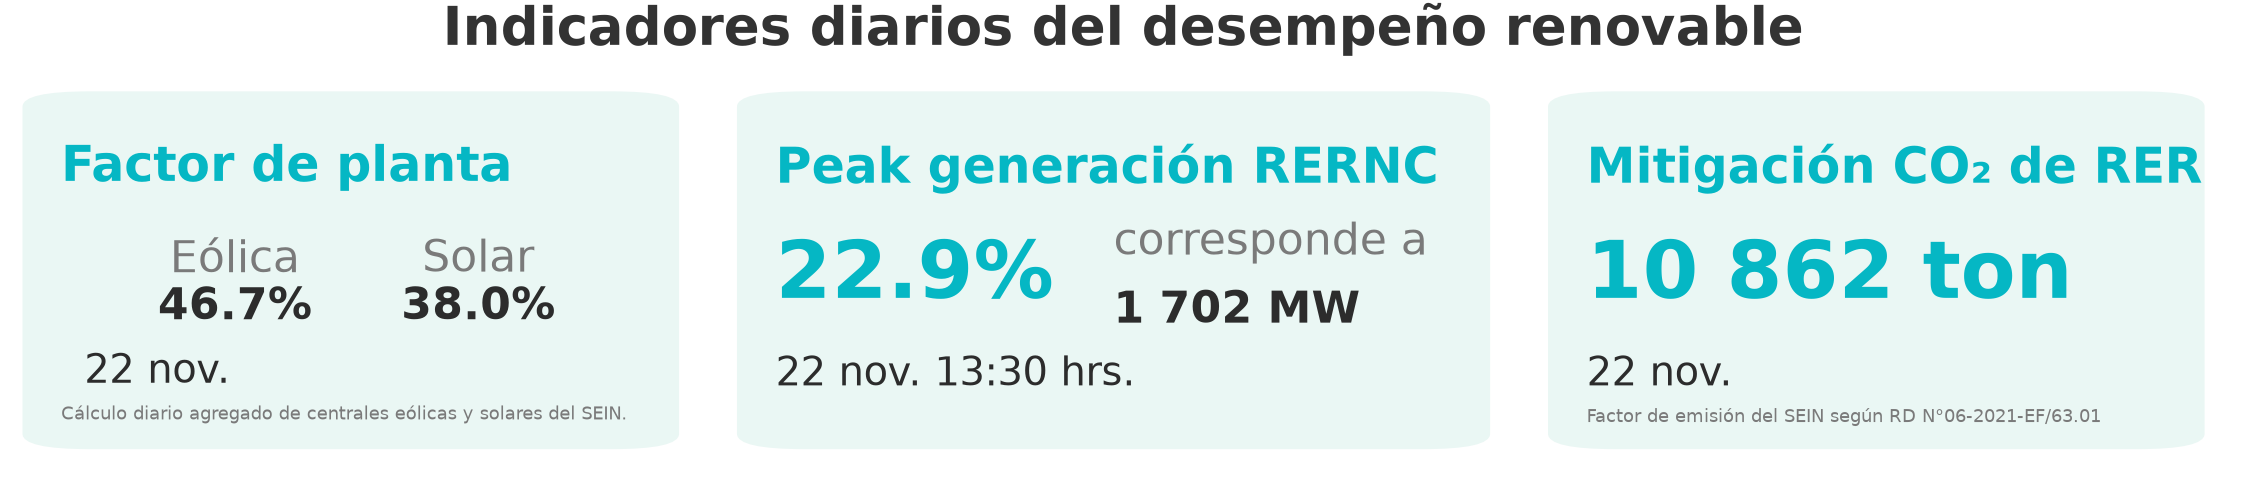 Indicadores diarios del desempeño renovable
Factor de planta
Eólica
46.7%
Solar
38.0%
22 nov.
Cálculo diario agregado de centrales eólicas y solares del SEIN.
Peak generación RERNC
22.9%
corresponde a
1 702 MW
22 nov. 13:30 hrs.
Mitigación CO₂ de RER
10 862 ton
22 nov.
Factor de emisión del SEIN según RD N°06-2021-EF/63.01